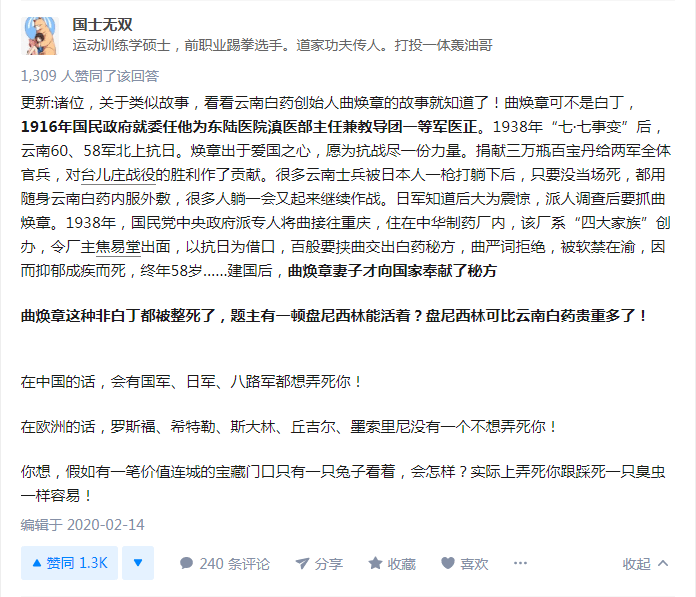 国士无双
运动训练学硕士，前职业踢拳选手。道家功夫传人。打投一体轰油哥
1,309 人赞同了该回答
更新:诸位，关于类似故事，看看云南白药创始人曲焕章的故事就知道了！曲焕章可不是白丁，
1916年国民政府就委任他为东陆医院滇医部主任兼教导团一等军医正。1938年“七·七事变”后，
云南60、58军北上抗日。焕章出于爱国之心，愿为抗战尽一份力量。捐献三万瓶百宝丹给两军全体
官兵，对台儿庄战役的胜利作了贡献。很多云南士兵被日本人一枪打躺下后，只要没当场死，都用
随身云南白药内服外敷，很多人躺一会又起来继续作战。日军知道后大为震惊，派人调查后要抓曲
焕章。1938年，国民党中央政府派专人将曲接往重庆，住在中华制药厂内，该厂系“四大家族”创
办，令厂主焦易堂出面，以抗日为借口，百般要挟曲交出白药秘方，曲严词拒绝，被软禁在渝，因
而抑郁成疾而死，终年58岁......建国后，曲焕章妻子才向国家奉献了秘方
曲焕章这种非白丁都被整死了，题主有一顿盘尼西林能活着？盘尼西林可比云南白药贵重多了！
在中国的话，会有国军、日军、八路军都想弄死你！
在欧洲的话，罗斯福、希特勒、斯大林、丘吉尔、墨索里尼没有一个不想弄死你！
你想，假如有一笔价值连城的宝藏门口只有一只兔子看着，会怎样？实际上弄死你跟踩死一只臭虫
一样容易！
编辑于 2020-02-14
赞同 1.3K 240 条评论 分享 收藏 喜欢 ··· 收起